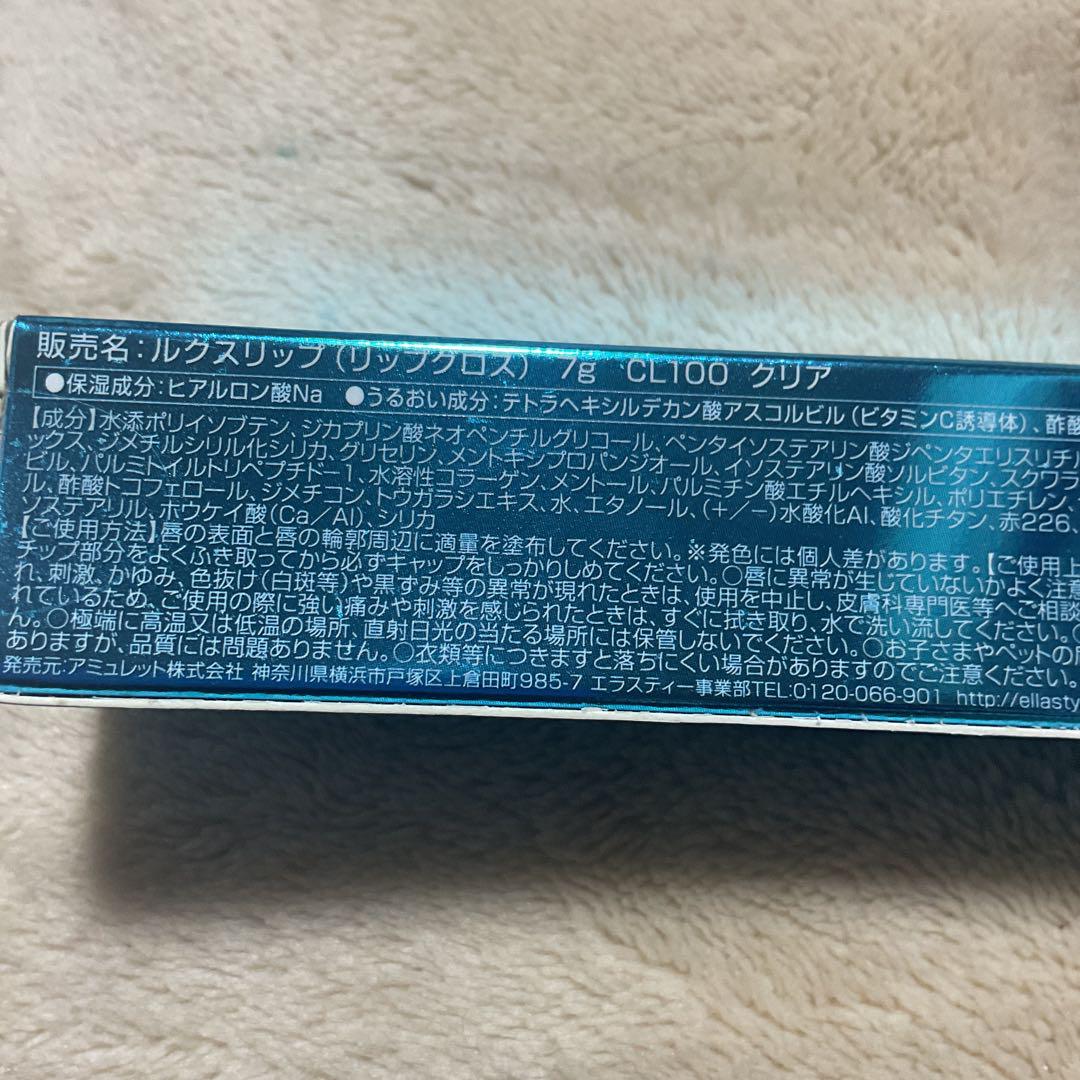 販売名：ルクスリップ（リップグロス） 7g CL100 クリア
●保湿成分：ヒアルロン酸Na ●うるおい成分：テトラヘキシルデカン酸アスコルビル（ビタミンC誘導体）、酢酸
【成分】水添ポリイソブテン、ジカプリン酸ネオペンチルグリコール、ペンタイソステアリン酸ジペンタエリスリチル
ックス、ジメチルシリル化シリカ、グリセリン、メントキシプロパンジオール、イソステアリン酸ソルビタン、スクワラ
ビル、パルミトイルトリペプチド-1、水溶性コラーゲン、メントール、パルミチン酸エチルヘキシル、ポリエチレン、
ル、酢酸トコフェロール、ジメチコン、トウガラシエキス、水、エタノール、（＋/－）水酸化Al、酸化チタン、赤226、
ンステアリル、ホウケイ酸（Ca/Al）、シリカ
【ご使用方法】唇の表面と唇の輪郭周辺に適量を塗布してください。※発色には個人差があります。【ご使用上
チップ部分をよくふき取ってから必ずキャップをしっかりしめてください。○唇に異常が生じていないかよく注意
れ、刺激、かゆみ、色抜け（白斑等）や黒ずみ等の異常が現れたときは、使用を中止し、皮膚科専門医等へご相談
れているため、ご使用の際に強い痛みや刺激を感じられたときは、すぐに拭き取り、水で洗い流してください。○
ん。○極端に高温又は低温の場所、直射日光の当たる場所には保管しないでください。○お子さまやペットの
ありますが、品質には問題ありません。○衣類等につきますと落ちにくい場合がありますのでご注意ください。
発売元：アミュレット株式会社 神奈川県横浜市戸塚区上倉田町985-7 エラスティー事業部TEL：0120-066-901 http://ellasty